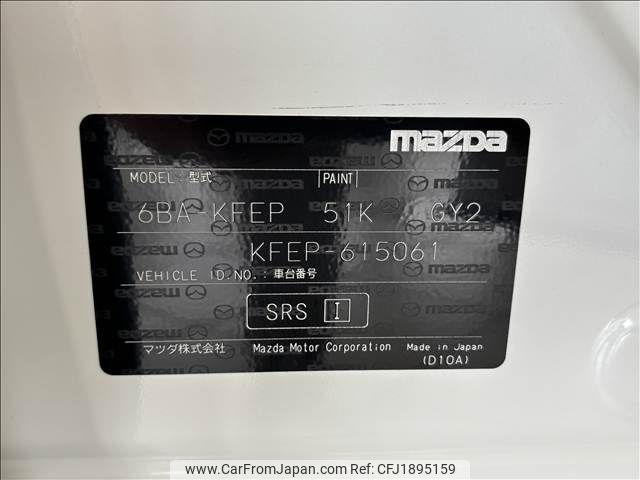 mazda
MODEL:型式 PAINT
6BA-KFEP 51K GY2
KFEP-615061
VEHICLE ID.NO.:車台番号
SRS I
マツダ株式会社 Mazda Motor Corporation Made in Japan
(D10A)
www.CarFromJapan.com CFJ1895159